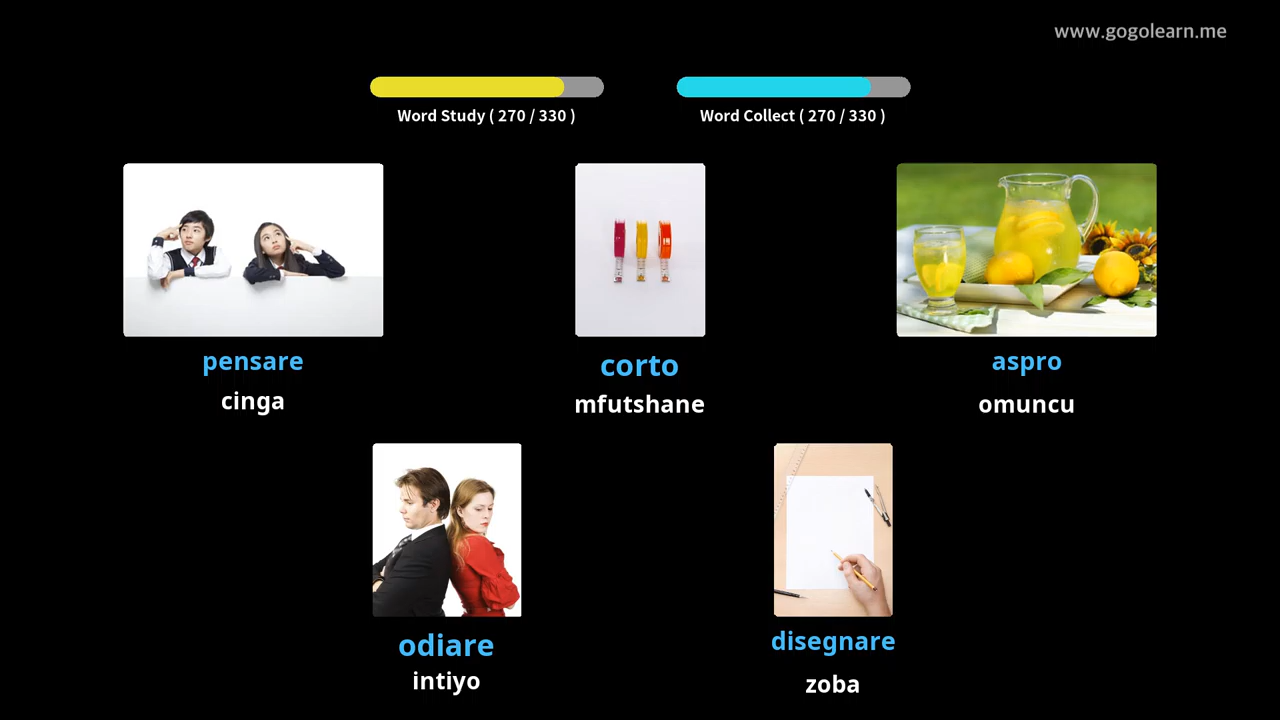 www.gogolearn.me
Word Study ( 270 / 330 )
Word Collect ( 270 / 330 )
pensare
cinga
corto
mfutshane
aspro
omuncu
odiare
intiyo
disegnare
zoba